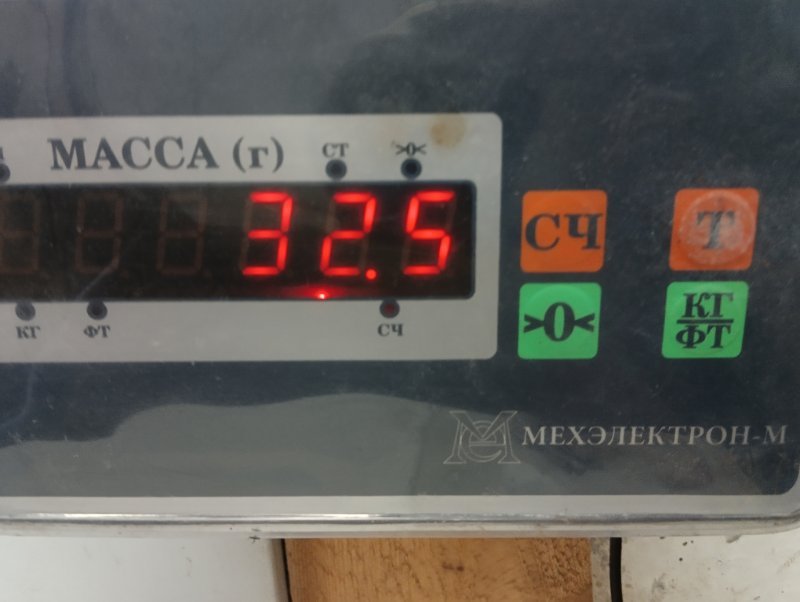 МАССА (г)
СТ
>0<
32.5
КГ
ФТ
СЧ
СЧ
Т
>0<
КГ
ФТ
МЕХЭЛЕКТРОН-М